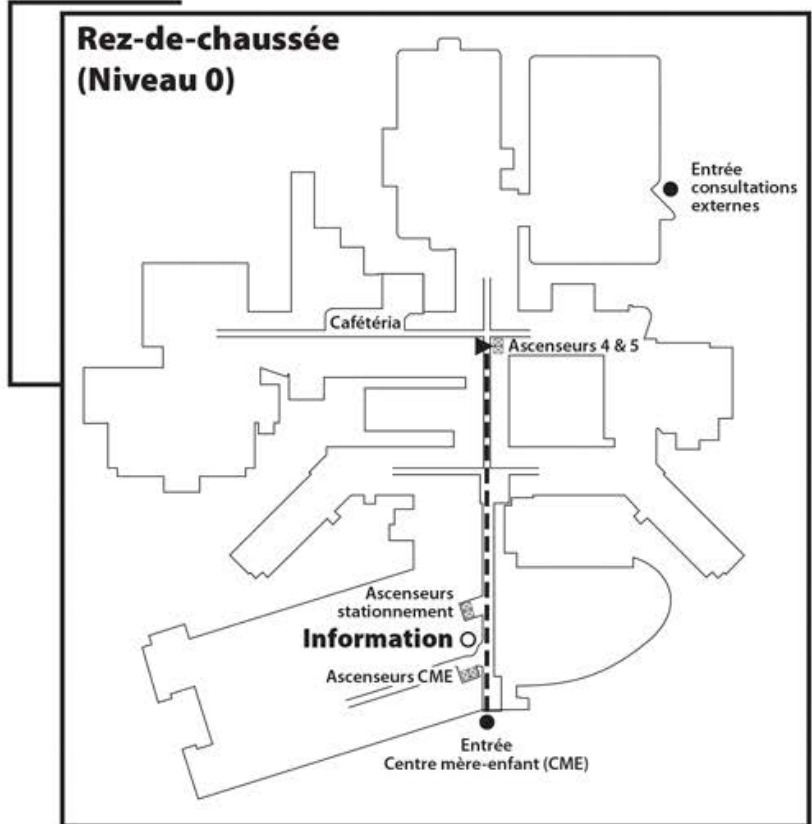 Rez-de-chaussée
(Niveau 0)
Entrée
consultations
externes
Cafétéria
Ascenseurs 4 & 5
Ascenseurs
stationnement
Information
Ascenseurs CME
Entrée
Centre mère-enfant (CME)